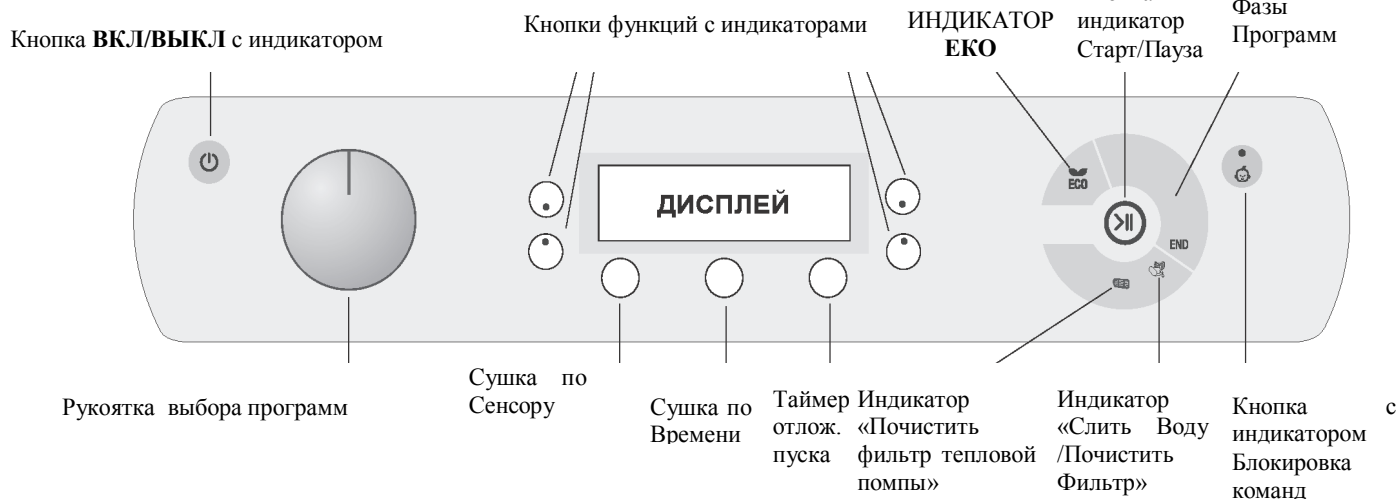 Кнопки функций с индикаторами
ИНДИКАТОР
ЕКО
индикатор
Старт/Пауза
Фазы
Программ
Кнопка ВКЛ/ВЫКЛ с индикатором
ДИСПЛЕЙ
ECO
END
Рукоятка выбора программ
Сушка по
Сенсору
Сушка по
Времени
Таймер
отлож.
пуска
Индикатор
«Почистить
фильтр тепловой
помпы»
Индикатор
«Слить Воду
/Почистить
Фильтр»
Кнопка с
индикатором
Блокировка
команд